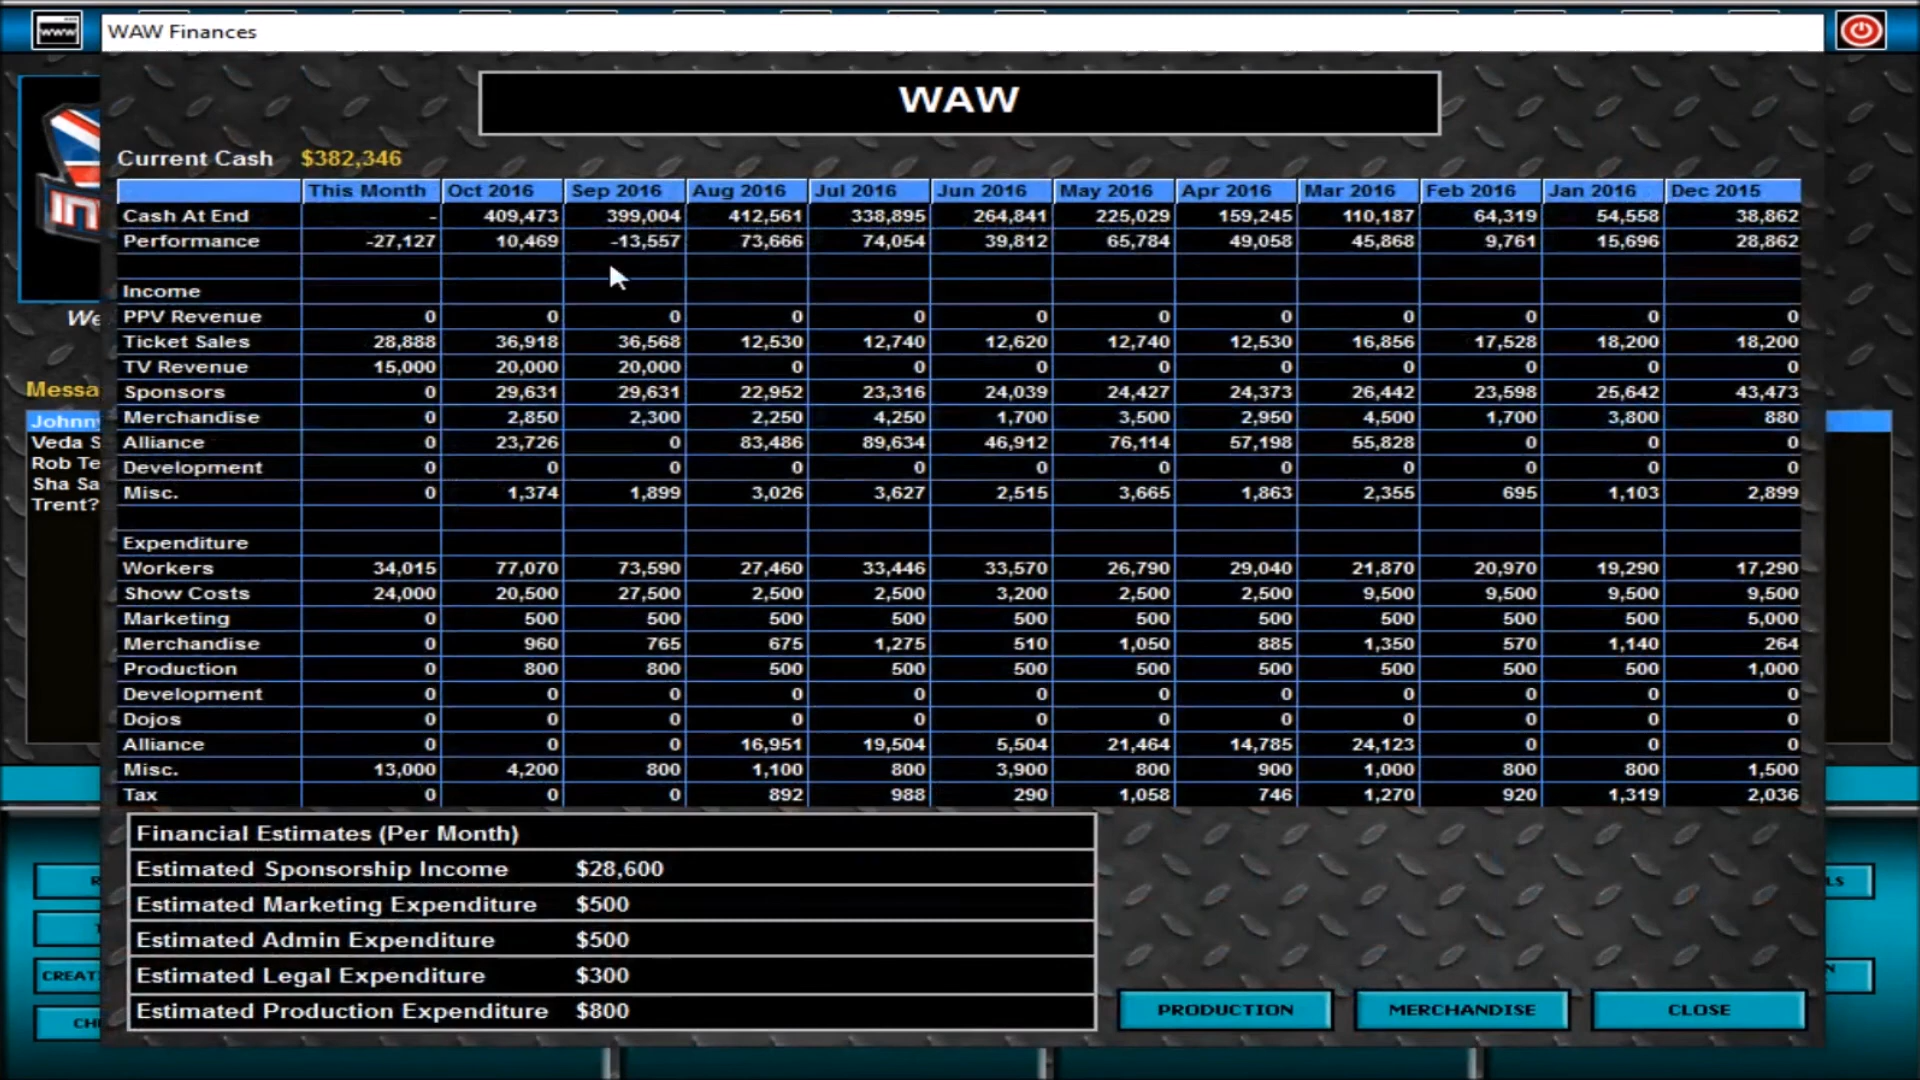 www WAW Finances
WAW
Current Cash $382,346
This Month Oct 2016 Sep 2016 Aug 2016 Jul 2016 Jun 2016 May 2016 Apr 2016 Mar 2016 Feb 2016 Jan 2016 Dec 2015
Cash At End - 409,473 399,004 412,561 338,895 264,841 225,029 159,245 110,187 64,319 54,558 38,862
Performance -27,127 10,469 -13,557 73,666 74,054 39,812 65,784 49,058 45,868 9,761 15,696 28,862
Income
PPV Revenue 0 0 0 0 0 0 0 0 0 0 0 0
Ticket Sales 28,888 36,918 36,568 12,530 12,740 12,620 12,740 12,530 16,856 17,528 18,200 18,200
TV Revenue 15,000 20,000 20,000 0 0 0 0 0 0 0 0 0
Sponsors 0 29,631 29,631 22,952 23,316 24,039 24,427 24,373 26,442 23,598 25,642 43,473
Merchandise 0 2,850 2,300 2,250 4,250 1,700 3,500 2,950 4,500 1,700 3,800 880
Alliance 0 23,726 0 83,486 89,634 46,912 76,114 57,198 55,828 0 0 0
Development 0 0 0 0 0 0 0 0 0 0 0 0
Misc. 0 1,374 1,899 3,026 3,627 2,515 3,665 1,863 2,355 695 1,103 2,899
Expenditure
Workers 34,015 77,070 73,590 27,460 33,446 33,570 26,790 29,040 21,870 20,970 19,290 17,290
Show Costs 24,000 20,500 27,500 2,500 2,500 3,200 2,500 2,500 9,500 9,500 9,500 9,500
Marketing 0 500 500 500 500 500 500 500 500 500 500 5,000
Merchandise 0 960 765 675 1,275 510 1,050 885 1,350 570 1,140 264
Production 0 800 800 500 500 500 500 500 500 500 500 1,000
Development 0 0 0 0 0 0 0 0 0 0 0 0
Dojos 0 0 0 0 0 0 0 0 0 0 0 0
Alliance 0 0 0 16,951 19,504 5,504 21,464 14,785 24,123 0 0 0
Misc. 13,000 4,200 800 1,100 800 3,900 800 900 1,000 800 800 1,500
Tax 0 0 0 892 988 290 1,058 746 1,270 920 1,319 2,036
Financial Estimates (Per Month)
Estimated Sponsorship Income $28,600
Estimated Marketing Expenditure $500
Estimated Admin Expenditure $500
Estimated Legal Expenditure $300
Estimated Production Expenditure $800
PRODUCTION MERCHANDISE CLOSE
We
Messa
Johnn
Veda S
Rob Te
Sha Sa
Trent?
CREAT